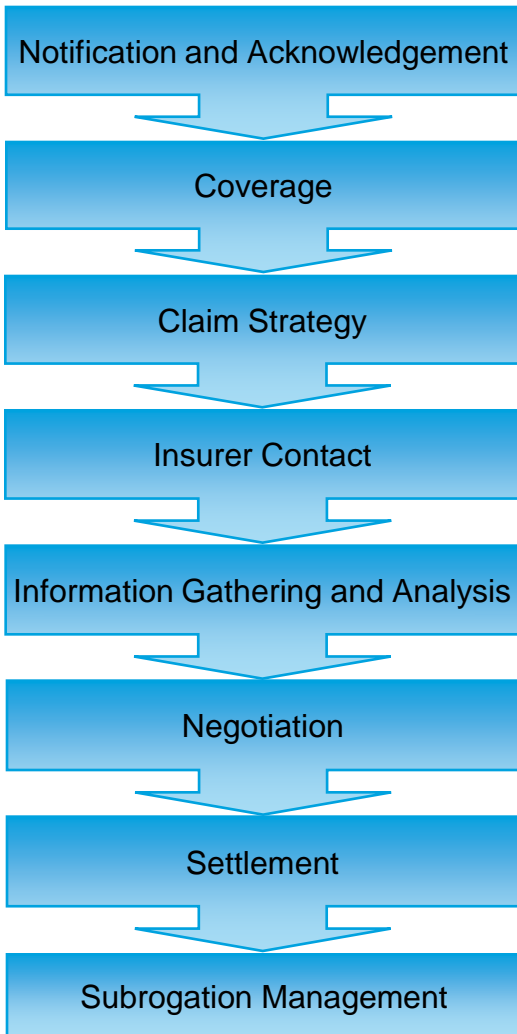 Notification and Acknowledgement
Coverage
Claim Strategy
Insurer Contact
Information Gathering and Analysis
Negotiation
Settlement
Subrogation Management